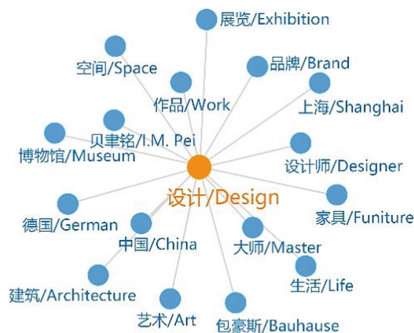 展览/Exhibition
空间/Space
品牌/Brand
作品/Work
上海/Shanghai
贝聿铭/I.M. Pei
博物馆/Museum
设计师/Designer
设计/Design
德国/German
家具/Funiture
中国/China
大师/Master
生活/Life
建筑/Architecture
艺术/Art
包豪斯/Bauhause